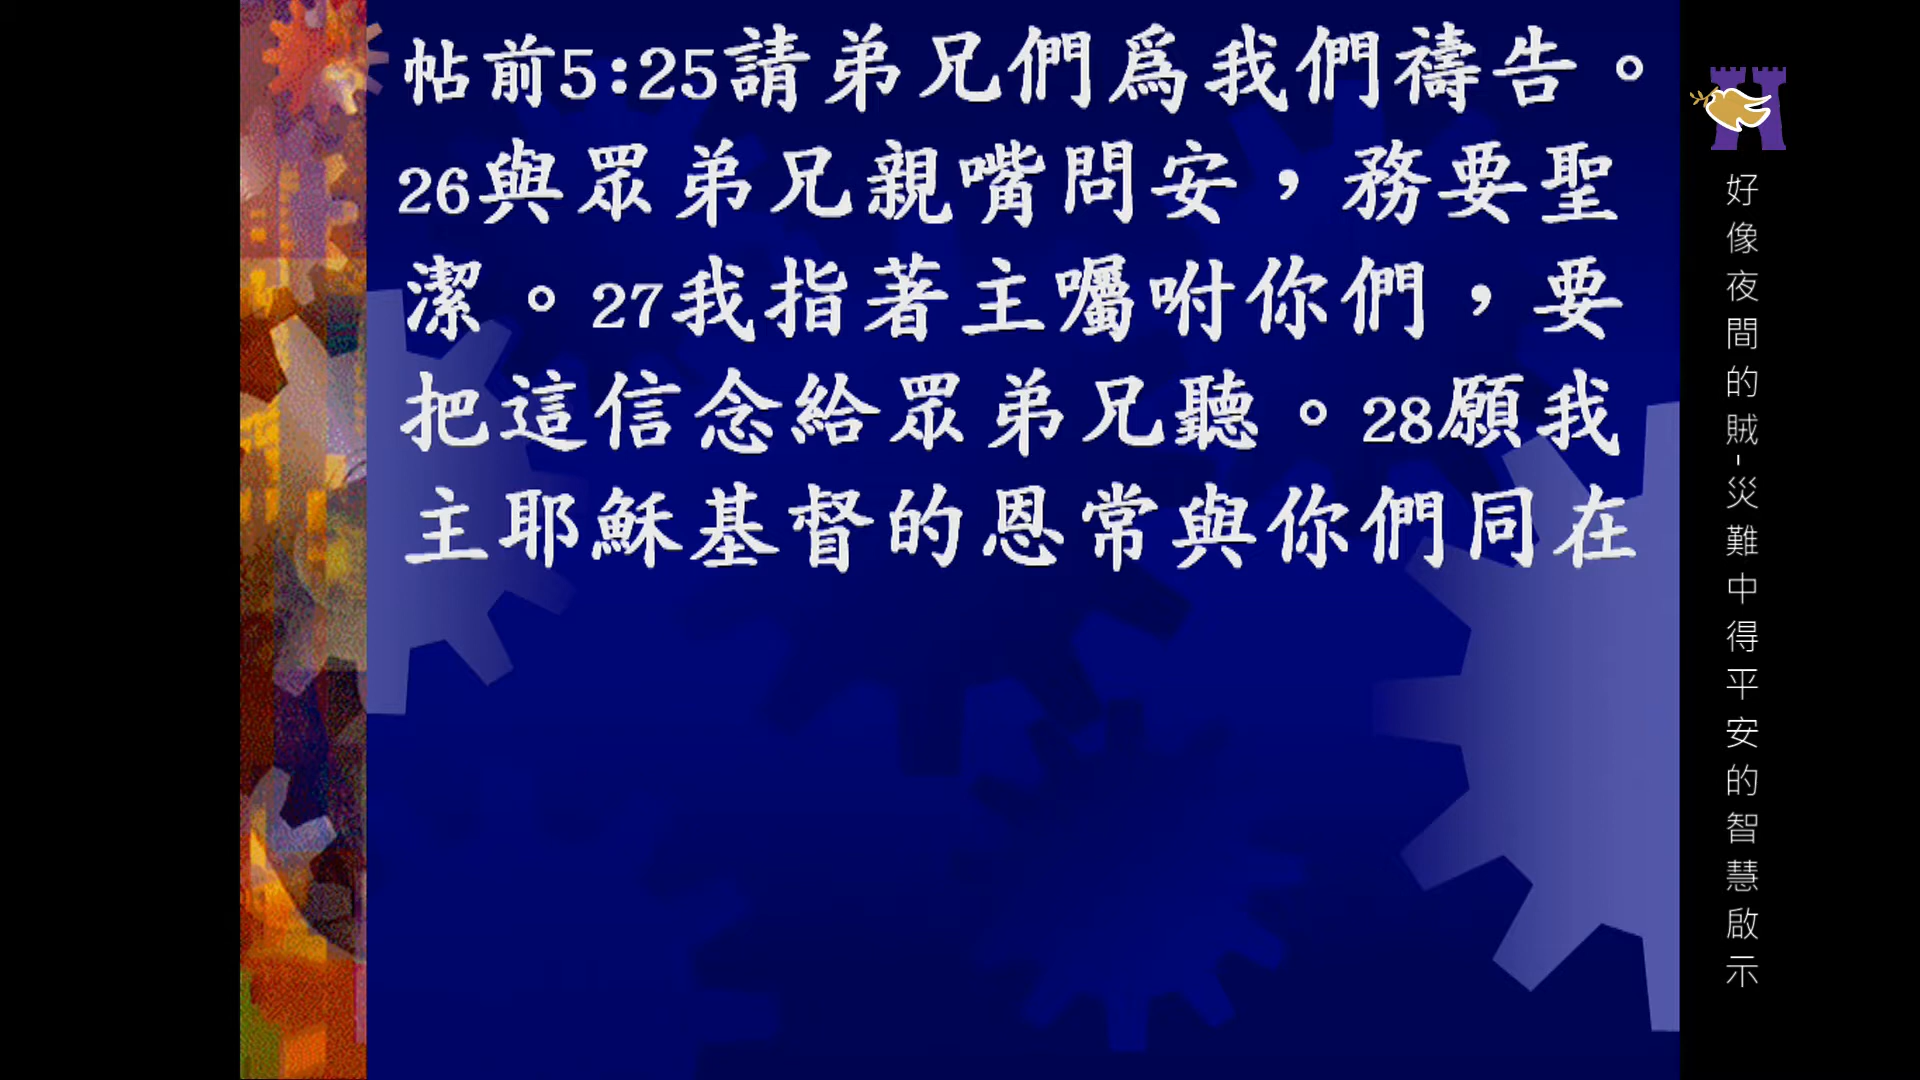 帖前5:25請弟兄們為我們禱告。
26與眾弟兄親嘴問安，務要聖
潔。27我指著主囑咐你們，要
把這信念給眾弟兄聽。28願我
主耶穌基督的恩常與你們同在
好像夜間的賊-災難中得平安的智慧啟示